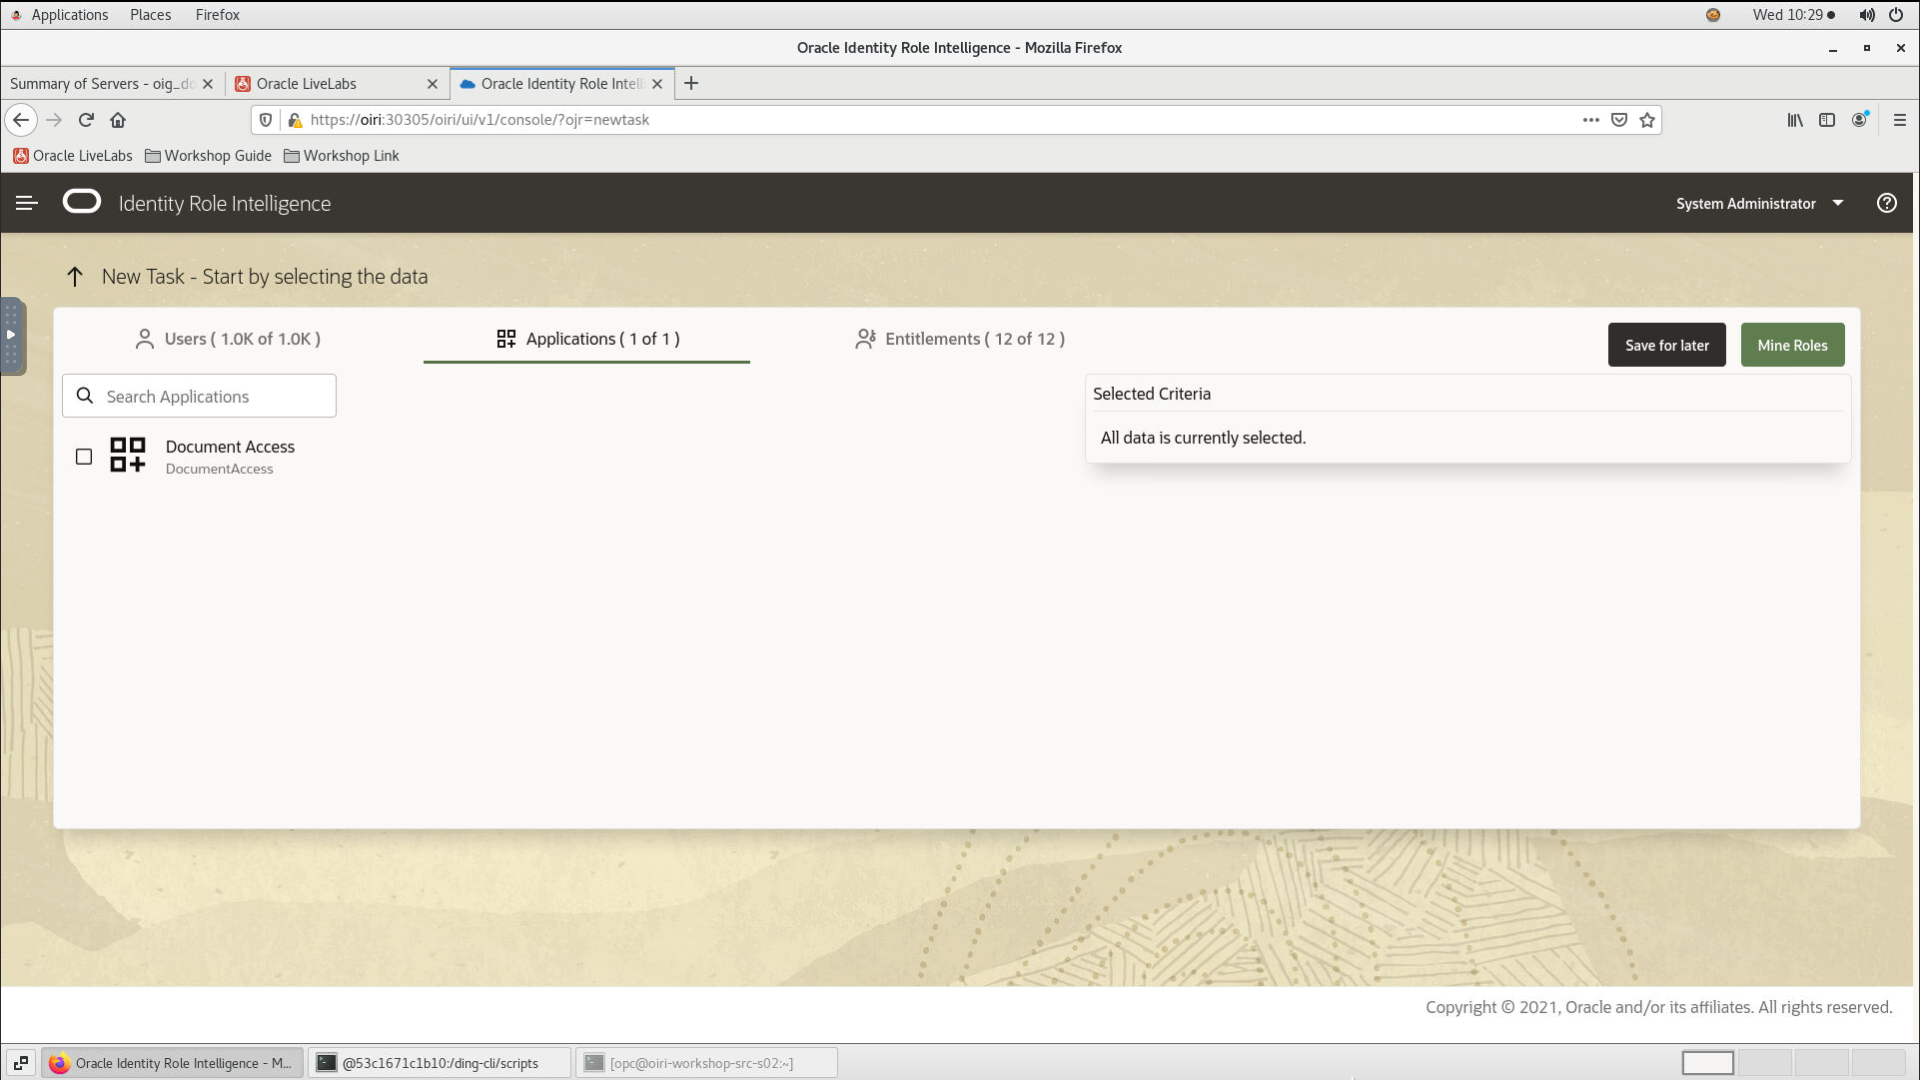 Applications Places Firefox Wed 10:29
Oracle Identity Role Intelligence - Mozilla Firefox
Summary of Servers - oig_do Oracle LiveLabs Oracle Identity Role Intell
https://oiri:30305/oiri/ui/v1/console/?ojr=newtask
Oracle LiveLabs Workshop Guide Workshop Link
Identity Role Intelligence System Administrator
New Task - Start by selecting the data
Users ( 1.0K of 1.0K ) Applications ( 1 of 1 ) Entitlements ( 12 of 12 ) Save for later Mine Roles
Search Applications Selected Criteria
Document Access All data is currently selected.
DocumentAccess
Copyright © 2021, Oracle and/or its affiliates. All rights reserved.
Oracle Identity Role Intelligence - M... @53c1671c1b10:/ding-cli/scripts [opc@oiri-workshop-src-s02:~]